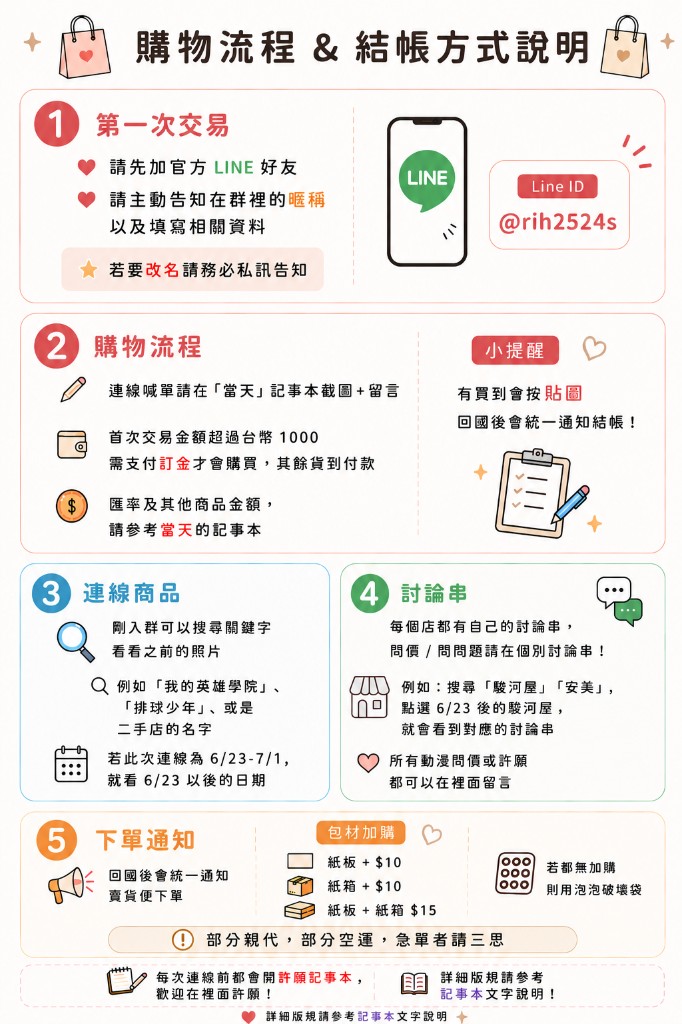 購物流程 & 結帳方式說明
1 第一次交易
請先加官方 LINE 好友
請主動告知在群裡的暱稱
以及填寫相關資料
若要改名請務必私訊告知
LINE
Line ID
@rih2524s
2 購物流程
連線喊單請在「當天」記事本截圖+留言
首次交易金額超過台幣 1000
需支付訂金才會購買，其餘貨到付款
$
匯率及其他商品金額，
請參考當天的記事本
小提醒
有買到會按貼圖
回國後會統一通知結帳！
3 連線商品
剛入群可以搜尋關鍵字
看看之前的照片
例如「我的英雄學院」、
「排球少年」、或是
二手店的名字
若此次連線為 6/23-7/1，
就看 6/23 以後的日期
4 討論串
每個店都有自己的討論串，
問價 / 問問題請在個別討論串！
例如：搜尋「駿河屋」「安美」，
點選 6/23 後的駿河屋，
就會看到對應的討論串
所有動漫問價或許願
都可以在裡面留言
5 下單通知
回國後會統一通知
賣貨便下單
包材加購
紙板 + $10
紙箱 + $10
紙板 + 紙箱 $15
若都無加購
則用泡泡破壞袋
! 部分親代，部分空運，急單者請三思
每次連線前都會開許願記事本，
歡迎在裡面許願！
詳細版規請參考
記事本文字說明！
詳細版規請參考記事本文字說明